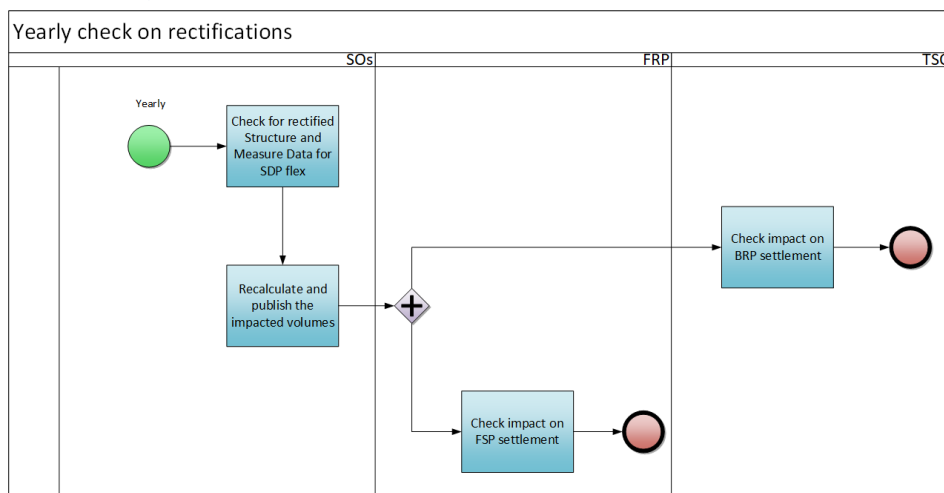 Yearly check on rectifications
SOs
FRP
TSO
Yearly
Check for rectified
Structure and
Measure Data for
SDP flex
Recalculate and
publish the
impacted volumes
Check impact on
BRP settlement
Check impact on
FSP settlement